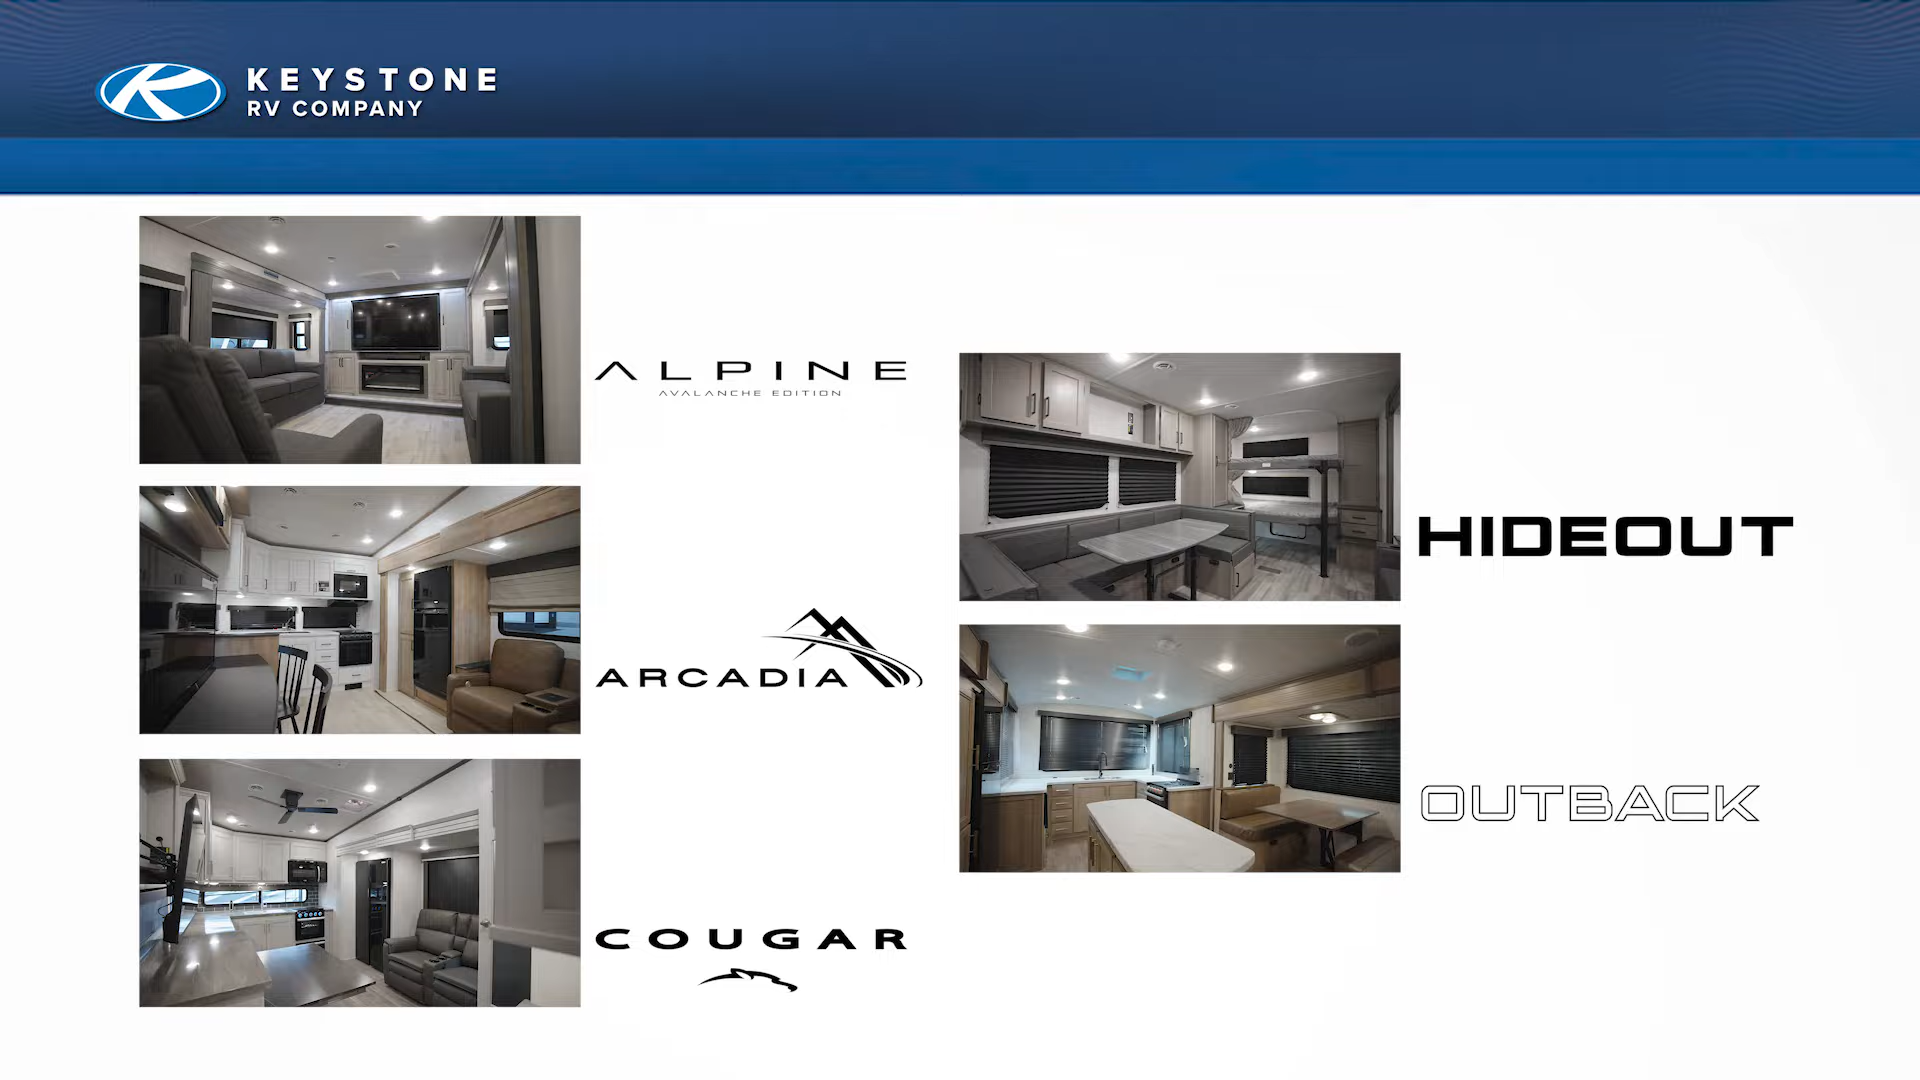 KEYSTONE
RV COMPANY
ALPINE
AVALANCHE EDITION
ARCADIA
COUGAR
HIDEOUT
OUTBACK